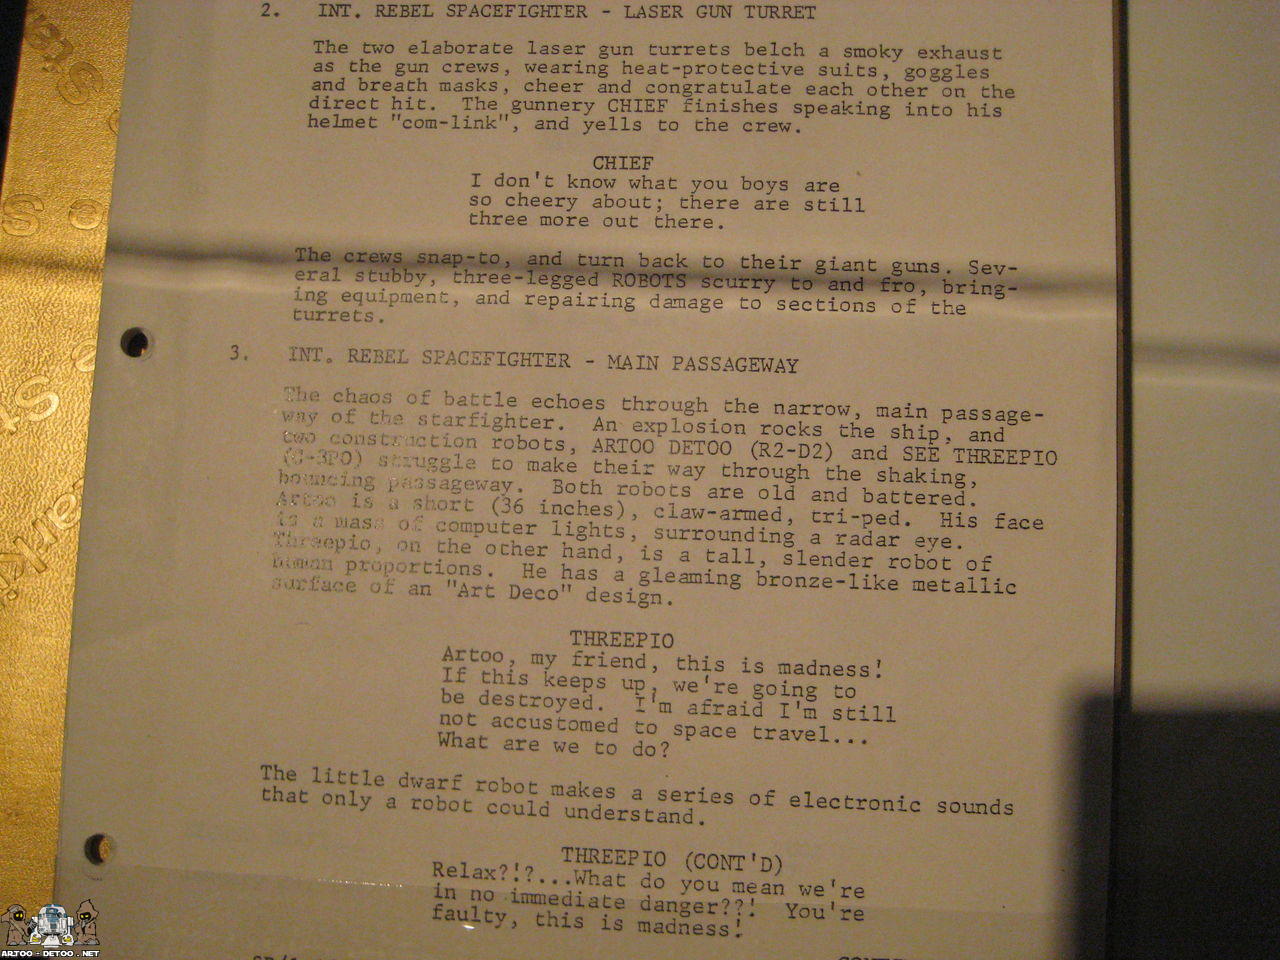 2. INT. REBEL SPACEFIGHTER - LASER GUN TURRET
The two elaborate laser gun turrets belch a smoky exhaust
as the gun crews, wearing heat-protective suits, goggles
and breath masks, cheer and congratulate each other on the
direct hit. The gunnery CHIEF finishes speaking into his
helmet "com-link", and yells to the crew.
CHIEF
I don't know what you boys are
so cheery about; there are still
three more out there.
The crews snap-to, and turn back to their giant guns. Sev-
eral stubby, three-legged ROBOTS scurry to and fro, bring-
ing equipment, and repairing damage to sections of the
turrets.
3. INT. REBEL SPACEFIGHTER - MAIN PASSAGEWAY
The chaos of battle echoes through the narrow, main passage-
way of the starfighter. An explosion rocks the ship, and
two construction robots, ARTOO DETOO (R2-D2) and SEE THREEPIO
(C-3PO) struggle to make their way through the shaking,
bouncing passageway. Both robots are old and battered.
Artoo is a short (36 inches), claw-armed, tri-ped. His face
is a mass of computer lights, surrounding a radar eye.
Threepio, on the other hand, is a tall, slender robot of
human proportions. He has a gleaming bronze-like metallic
surface of an "Art Deco" design.
THREEPIO
Artoo, my friend, this is madness!
If this keeps up, we're going to
be destroyed. I'm afraid I'm still
not accustomed to space travel...
What are we to do?
The little dwarf robot makes a series of electronic sounds
that only a robot could understand.
THREEPIO (CONT'D)
Relax?!?...What do you mean we're
in no immediate danger??! You're
faulty, this is madness!
ARTOO-DETOO.NET